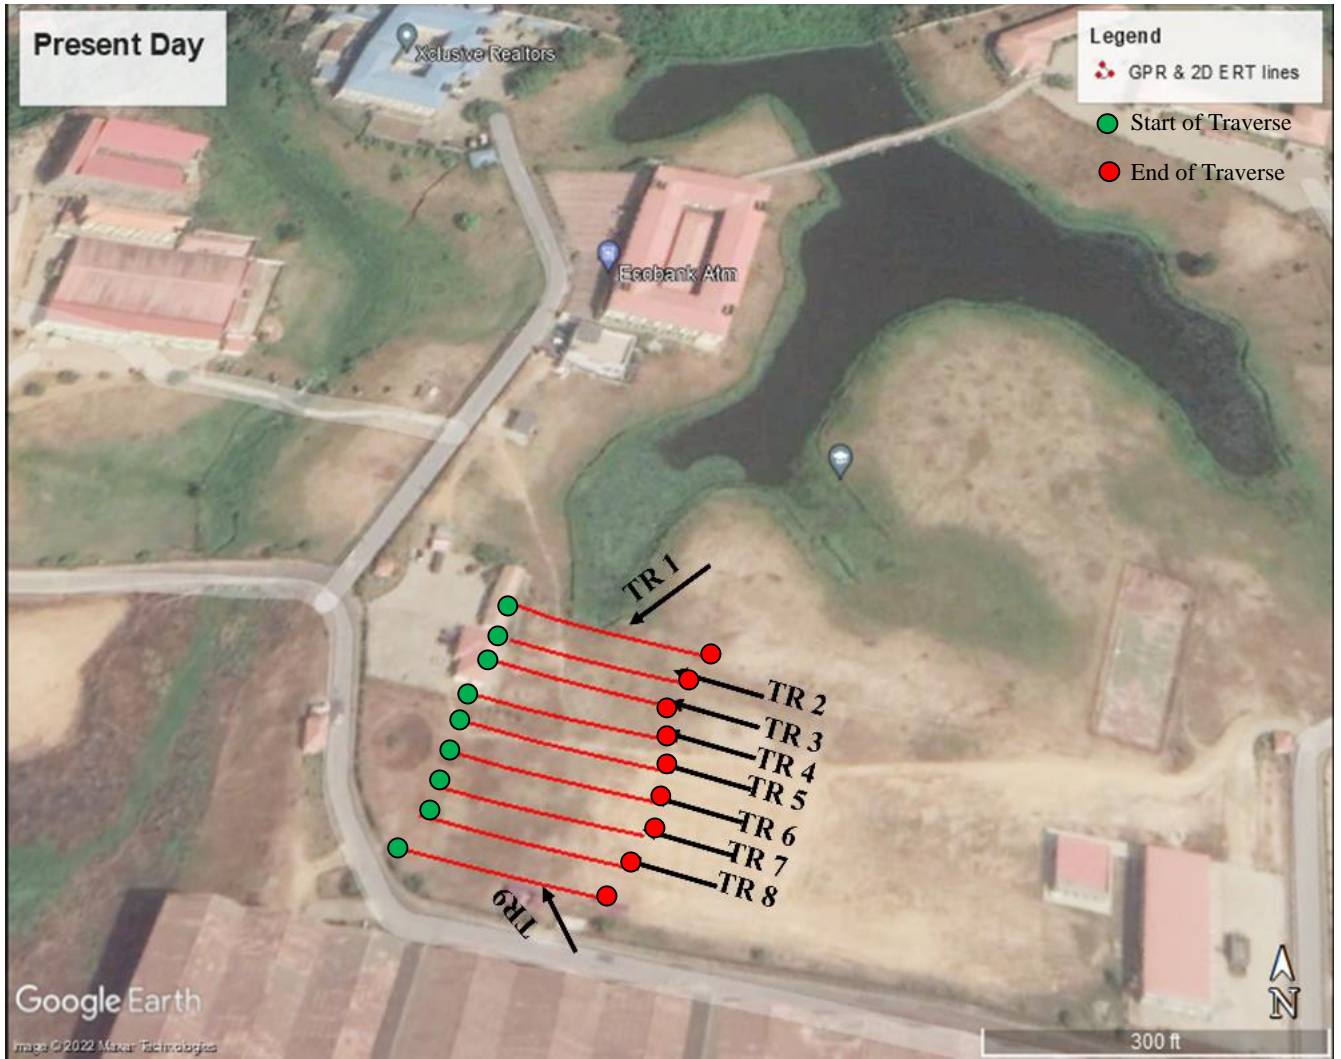 Present Day
Xclusive Realtors
Legend
GPR & 2D ERT lines
Start of Traverse
End of Traverse
Ecobank Atm
TR 1
TR 2
TR 3
TR 4
TR 5
TR 6
TR 7
TR 8
TR9
N
Google Earth
Image © 2022 Maxar Technologies
300 ft